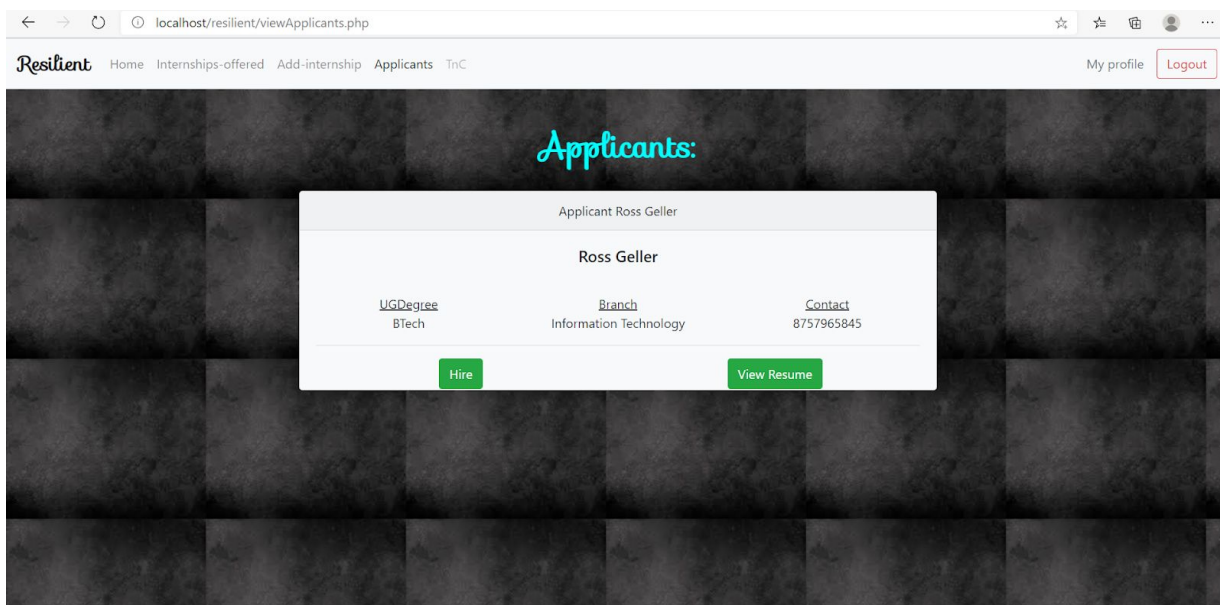 localhost/resilient/viewApplicants.php
Resilient Home Internships-offered Add-internship Applicants TnC My profile Logout
Applicants:
Applicant Ross Geller
Ross Geller
UGDegree Branch Contact
BTech Information Technology 8757965845
Hire View Resume